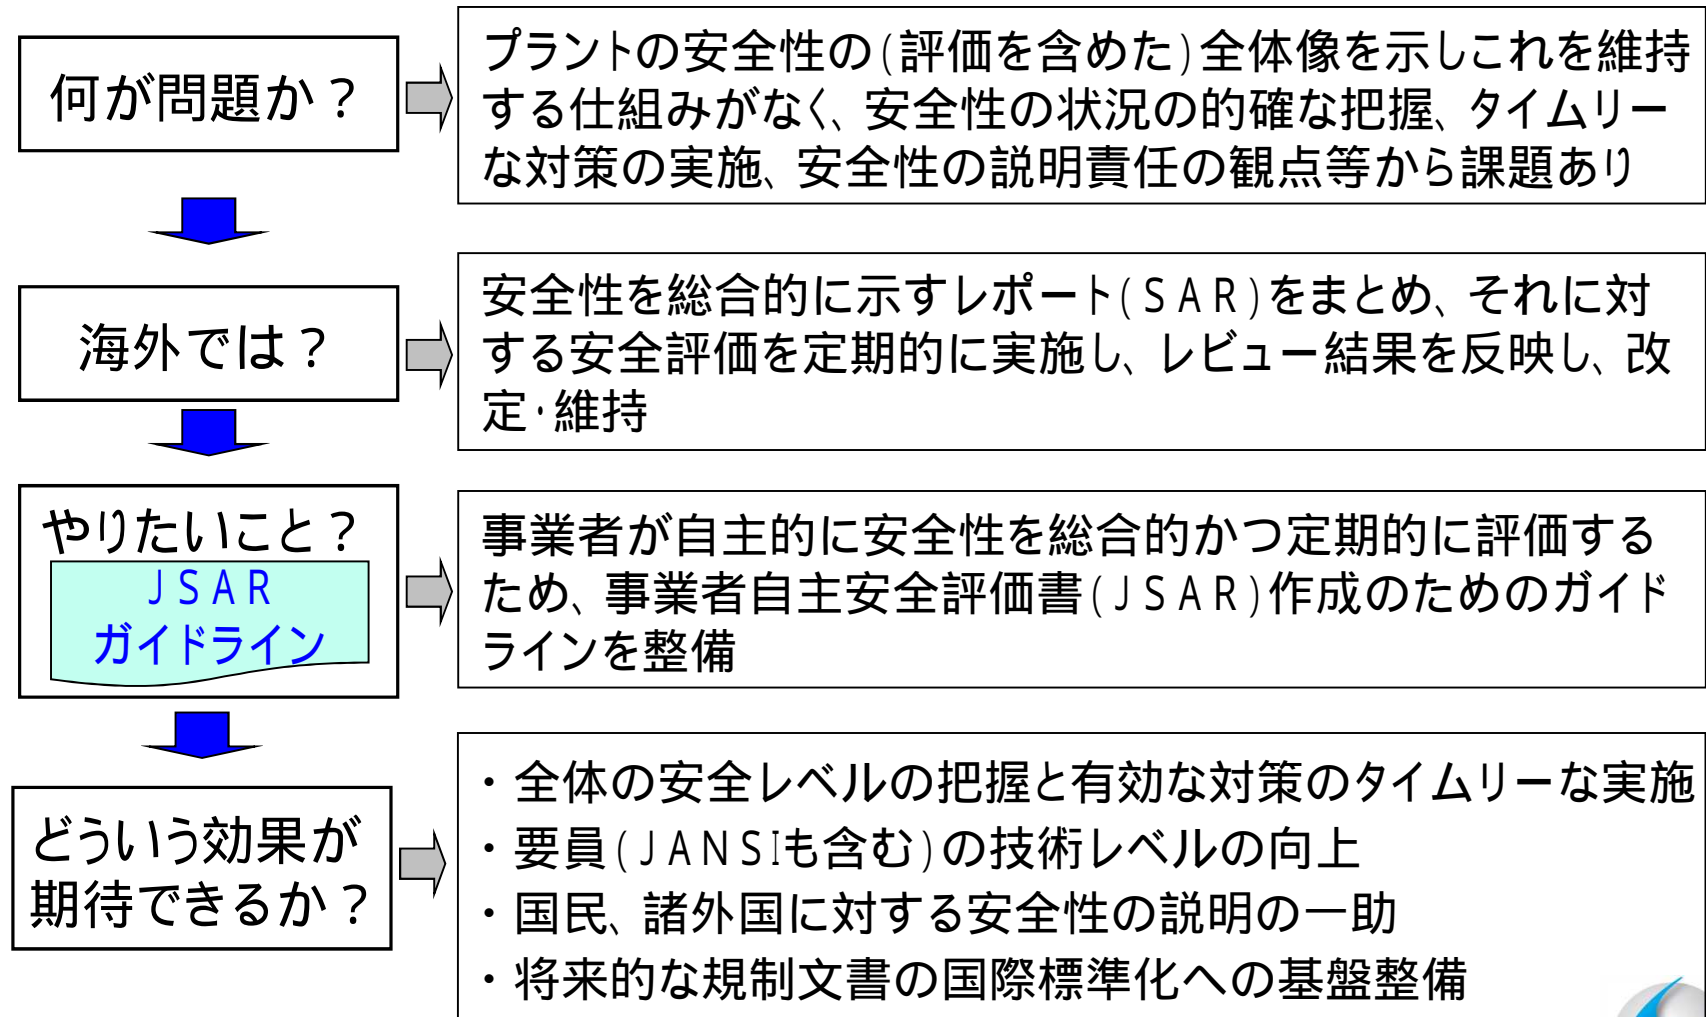 何が問題か？
プラントの安全性の(評価を含めた)全体像を示しこれを維持
する仕組みがなく、安全性の状況の的確な把握、タイムリー
な対策の実施、安全性の説明責任の観点等から課題あり
海外では？
安全性を総合的に示すレポート(ＳＡＲ)をまとめ、それに対
する安全評価を定期的に実施し、レビュー結果を反映し、改
定・維持
やりたいこと？
ＪＳＡＲ
ガイドライン
事業者が自主的に安全性を総合的かつ定期的に評価する
ため、事業者自主安全評価書(ＪＳＡＲ)作成のためのガイド
ラインを整備
どういう効果が
期待できるか？
・全体の安全レベルの把握と有効な対策のタイムリーな実施
・要員(ＪＡＮＳＩも含む)の技術レベルの向上
・国民、諸外国に対する安全性の説明の一助
・将来的な規制文書の国際標準化への基盤整備